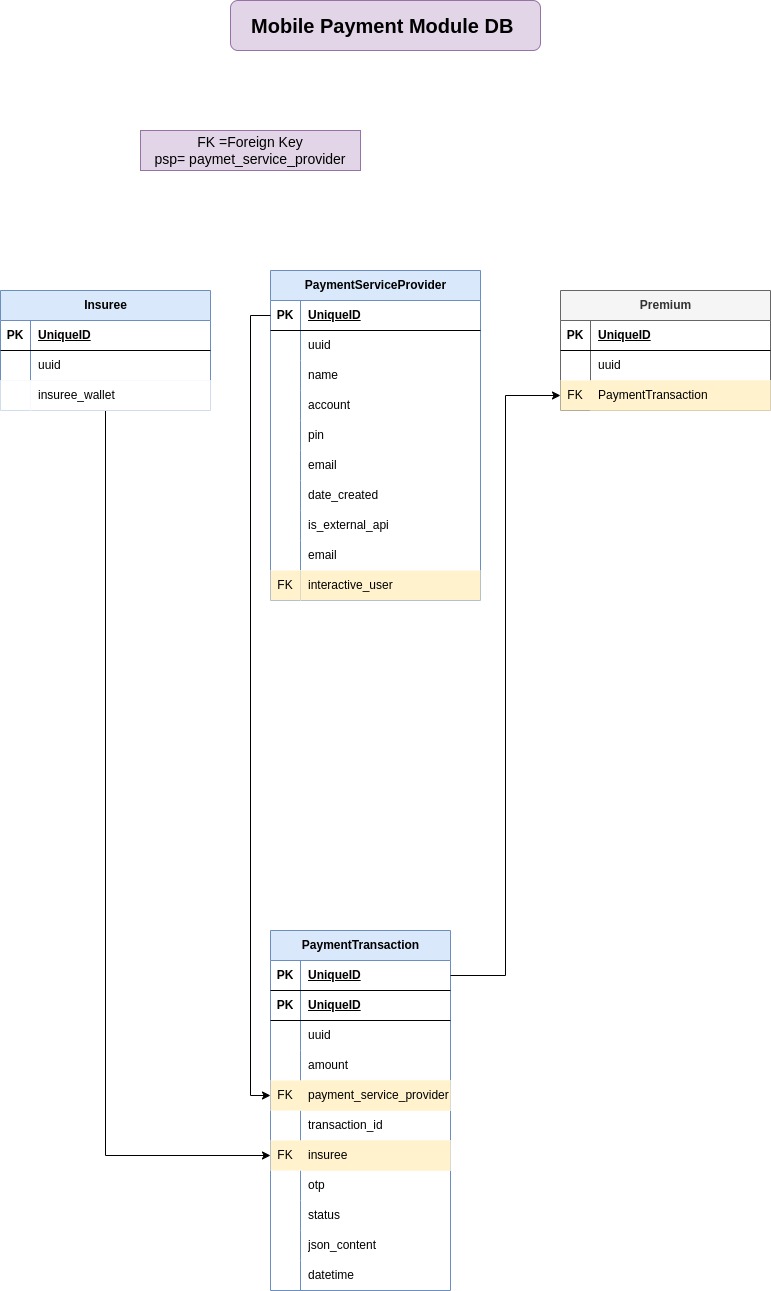 Mobile Payment Module DB
FK =Foreign Key
psp= paymet_service_provider
Insuree
PK UniqueID
uuid
insuree_wallet
PaymentServiceProvider
PK UniqueID
uuid
name
account
pin
email
date_created
is_external_api
email
FK interactive_user
Premium
PK UniqueID
uuid
FK PaymentTransaction
PaymentTransaction
PK UniqueID
PK UniqueID
uuid
amount
FK payment_service_provider
transaction_id
FK insuree
otp
status
json_content
datetime